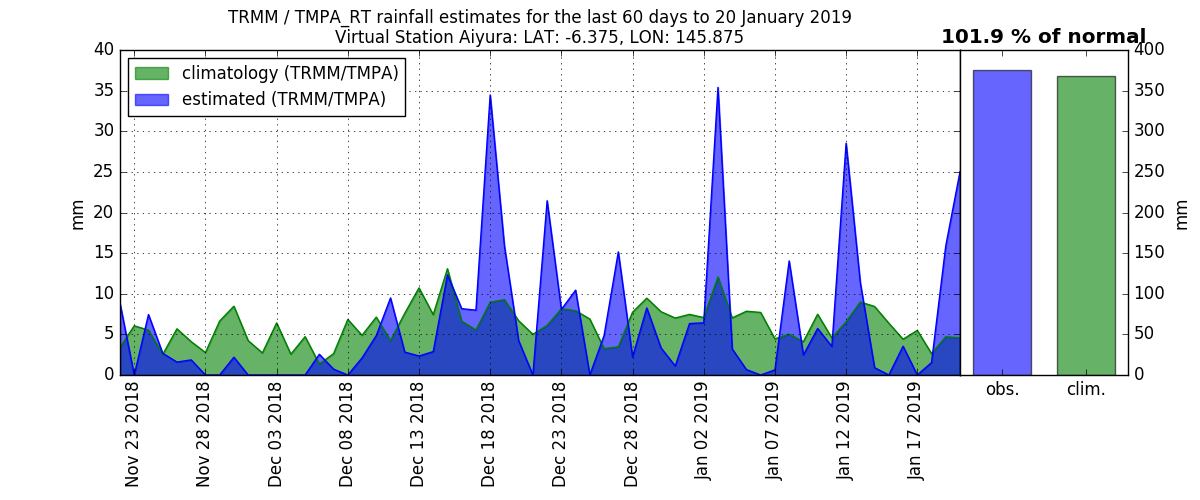 TRMM / TMPA_RT rainfall estimates for the last 60 days to 20 January 2019
Virtual Station Aiyura: LAT: -6.375, LON: 145.875
101.9 % of normal
climatology (TRMM/TMPA)
estimated (TRMM/TMPA)
mm
40
35
30
25
20
15
10
5
0
400
350
300
250
200
150
100
50
0
mm
Nov 23 2018
Nov 28 2018
Dec 03 2018
Dec 08 2018
Dec 13 2018
Dec 18 2018
Dec 23 2018
Dec 28 2018
Jan 02 2019
Jan 07 2019
Jan 12 2019
Jan 17 2019
obs.
clim.